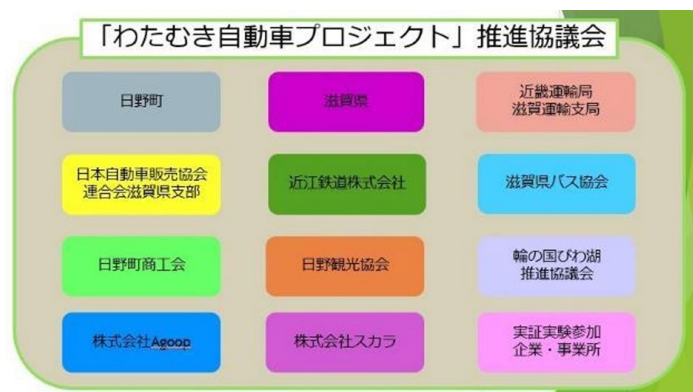 「わたむき自動車プロジェクト」推進協議会
日野町
滋賀県
近畿運輸局
滋賀運輸支局
日本自動車販売協会
連合会滋賀県支部
近江鉄道株式会社
滋賀県バス協会
日野町商工会
日野観光協会
輪の国びわ湖
推進協議会
株式会社Agoop
株式会社スカラ
実証実験参加
企業・事業所